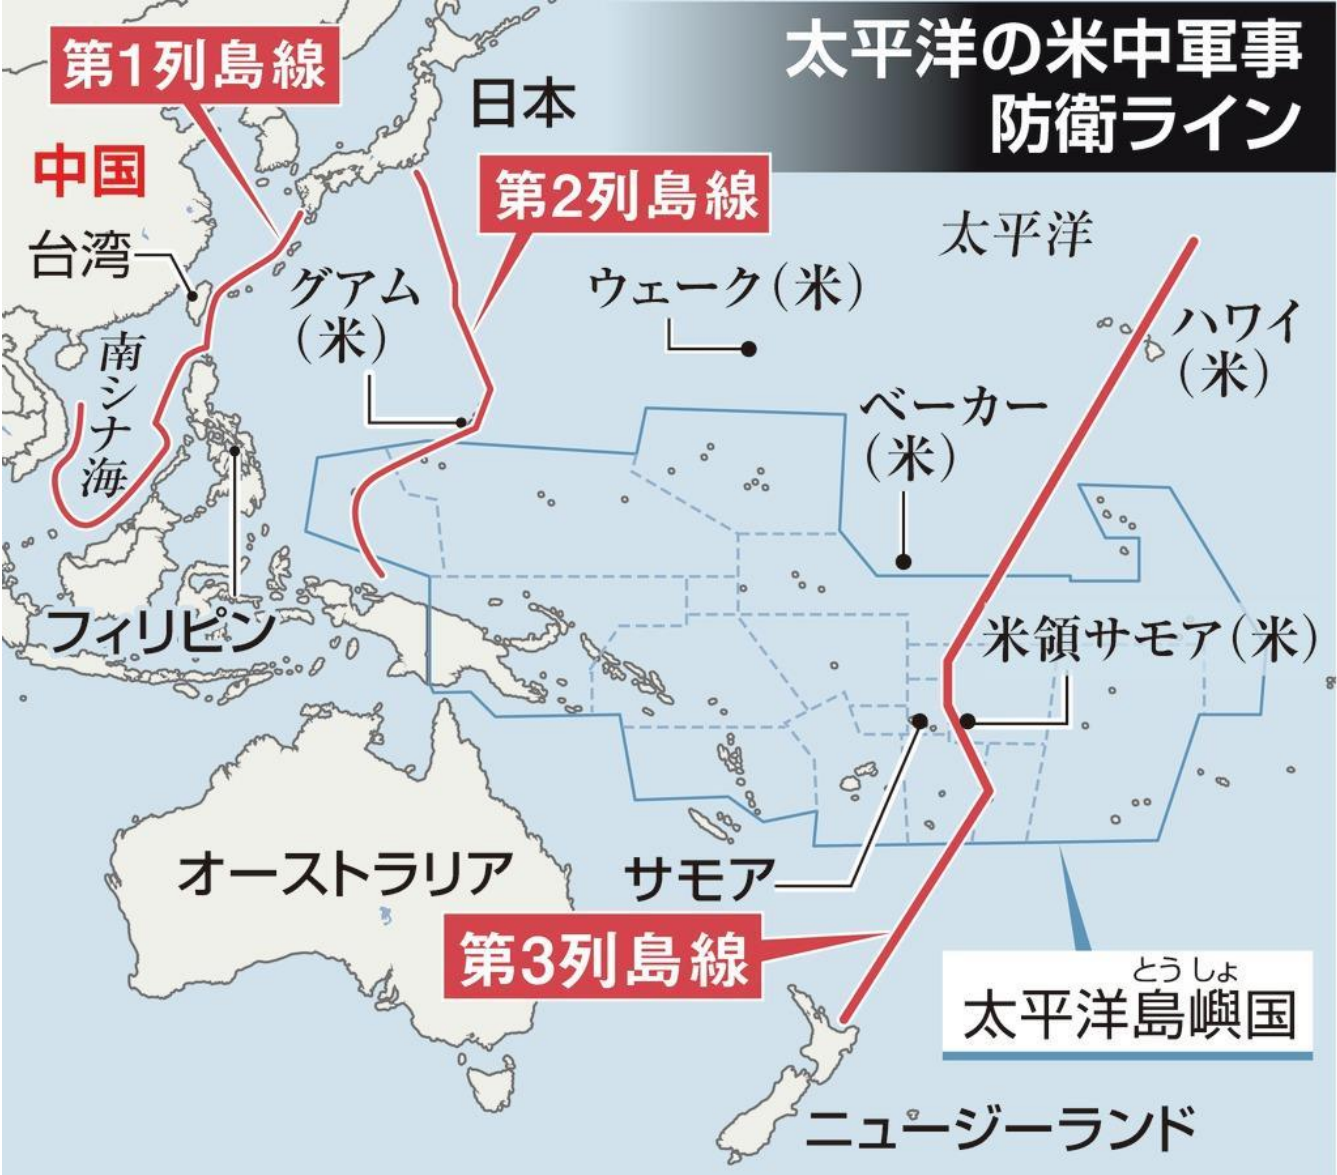 太平洋の米中軍事
防衛ライン
第1列島線
日本
中国
第2列島線
台湾
太平洋
グアム
(米)
ウェーク(米)
ハワイ
(米)
南シナ海
ベーカー
(米)
フィリピン
米領サモア(米)
オーストラリア
サモア
第3列島線
とうしょ
太平洋島嶼国
ニュージーランド